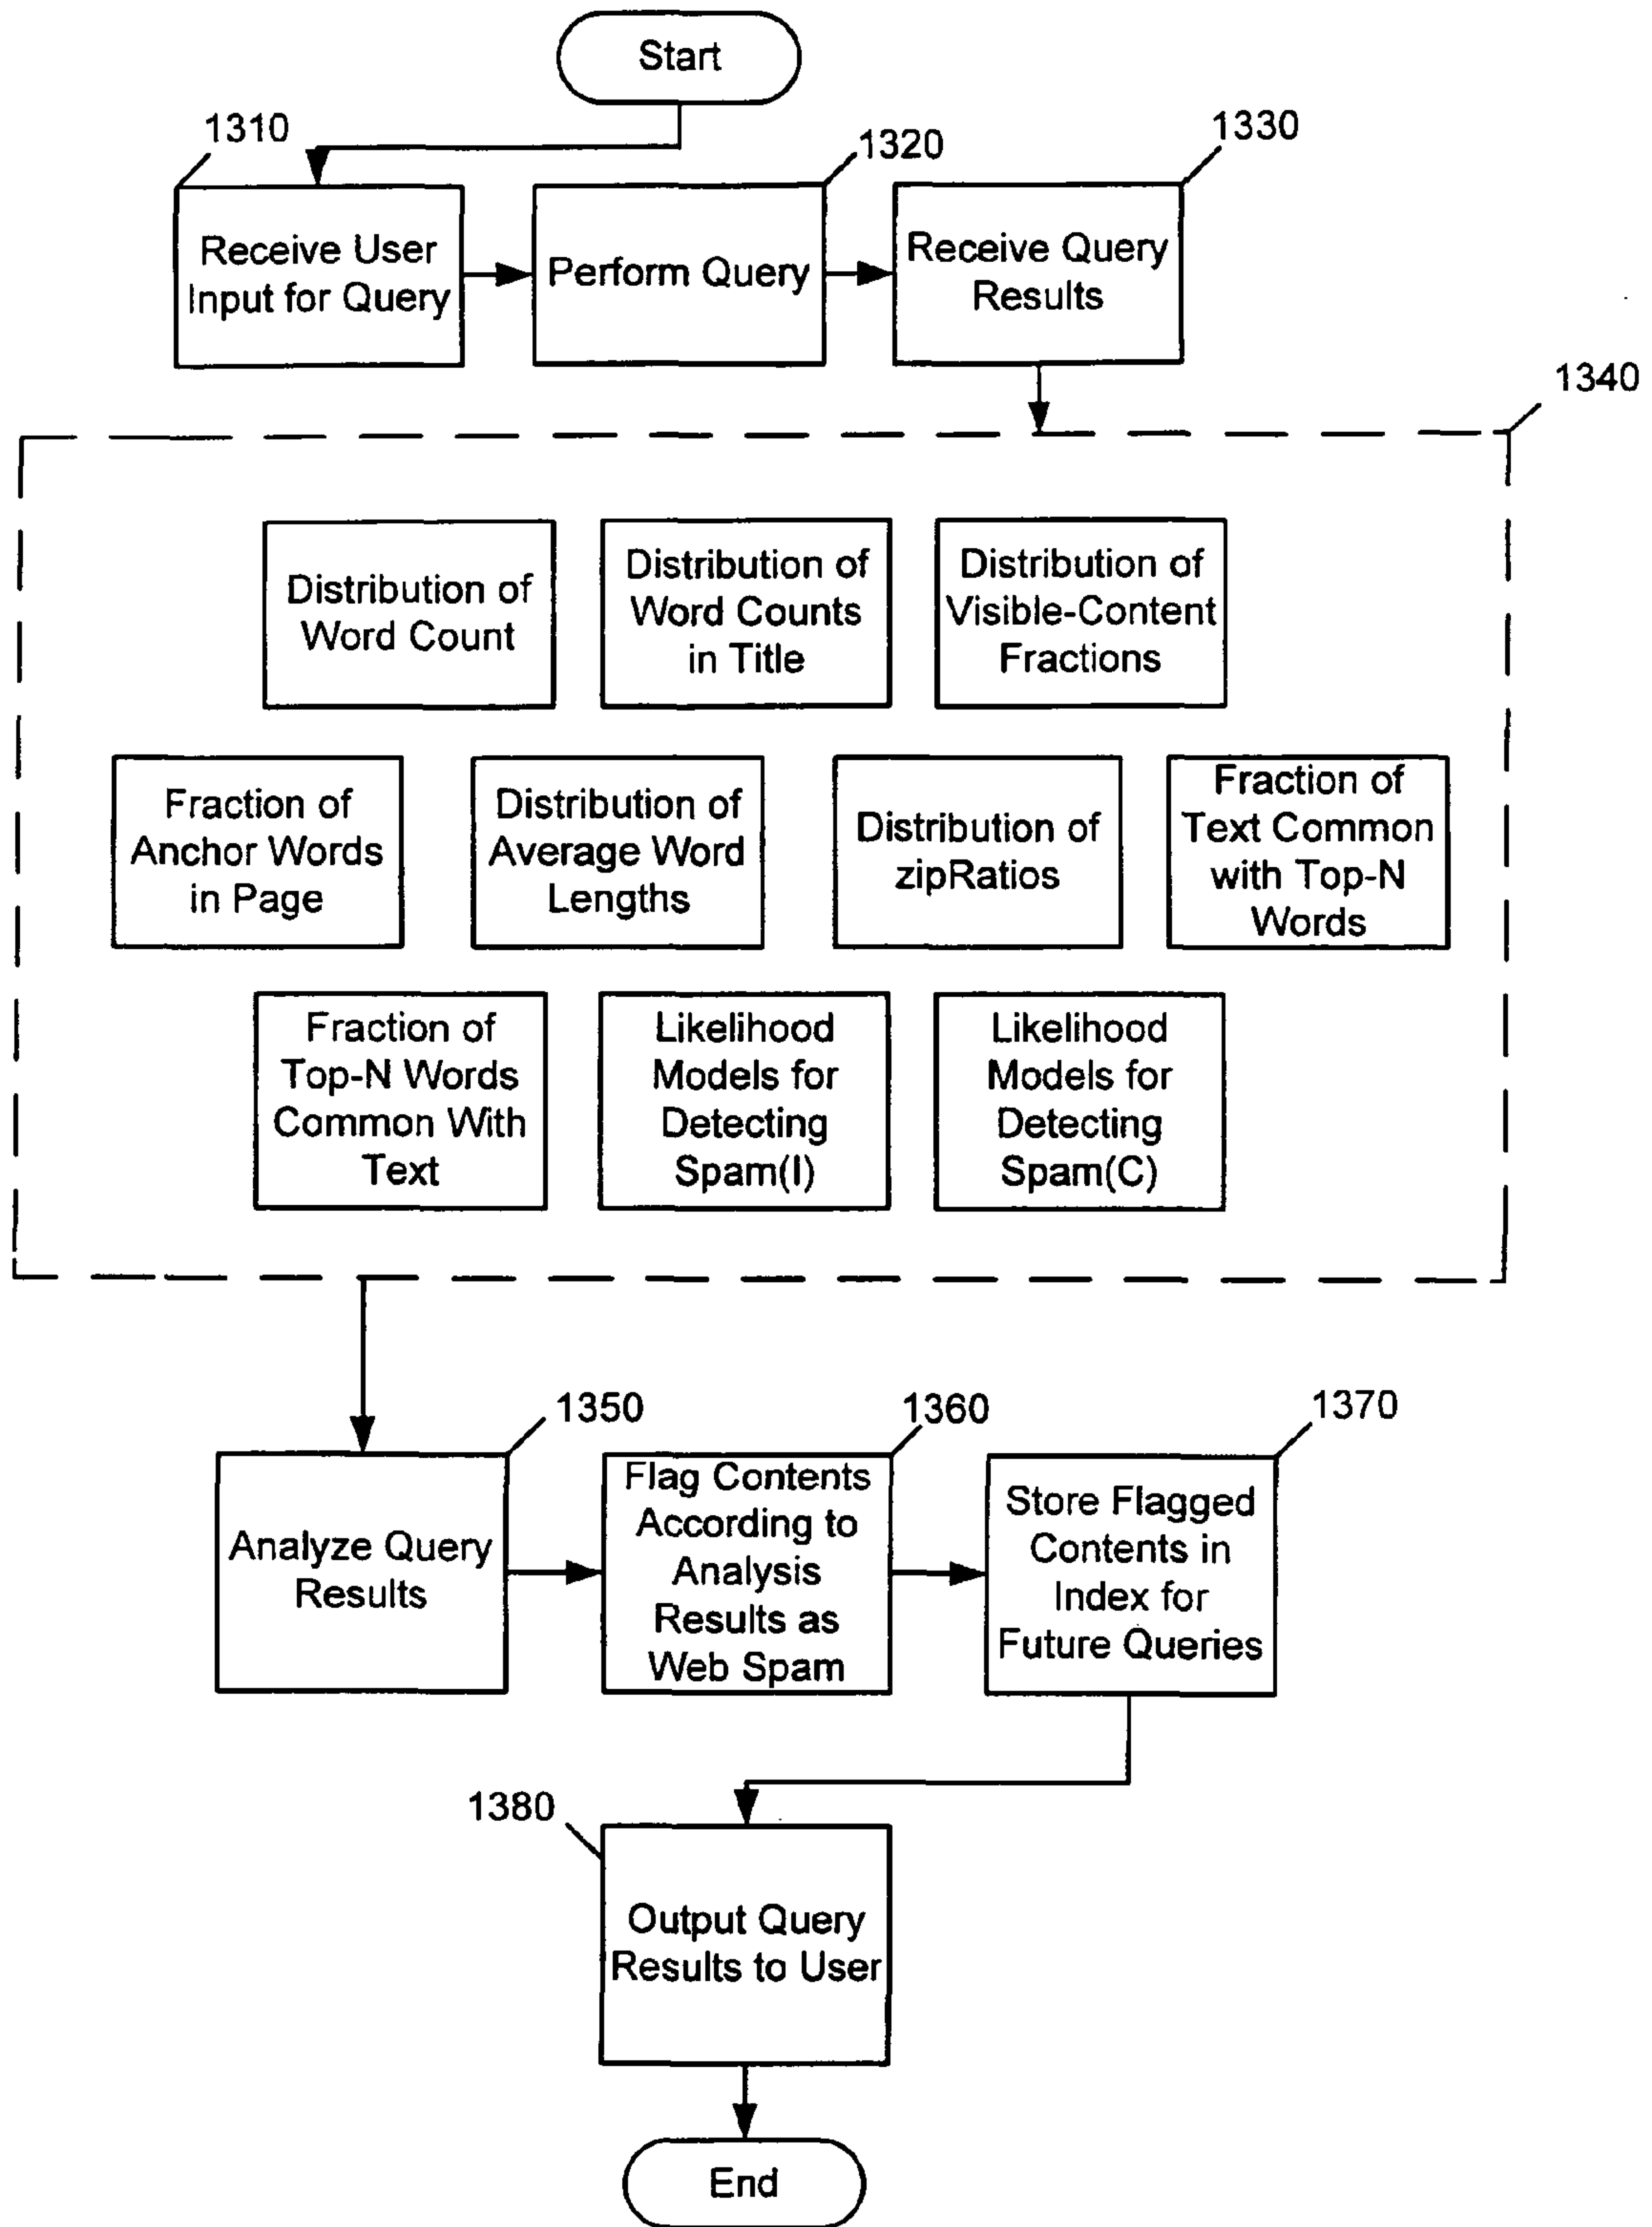 Start
1310
1320
1330
Receive User
Input for Query
Perform Query
Receive Query
Results
1340
Distribution of
Word Count
Distribution of
Word Counts
in Title
Distribution of
Visible-Content
Fractions
Fraction of
Anchor Words
in Page
Distribution of
Average Word
Lengths
Distribution of
zipRatios
Fraction of
Text Common
with Top-N
Words
Fraction of
Top-N Words
Common With
Text
Likelihood
Models for
Detecting
Spam(I)
Likelihood
Models for
Detecting
Spam(C)
1350
1360
1370
Analyze Query
Results
Flag Contents
According to
Analysis
Results as
Web Spam
Store Flagged
Contents in
Index for
Future Queries
1380
Output Query
Results to User
End